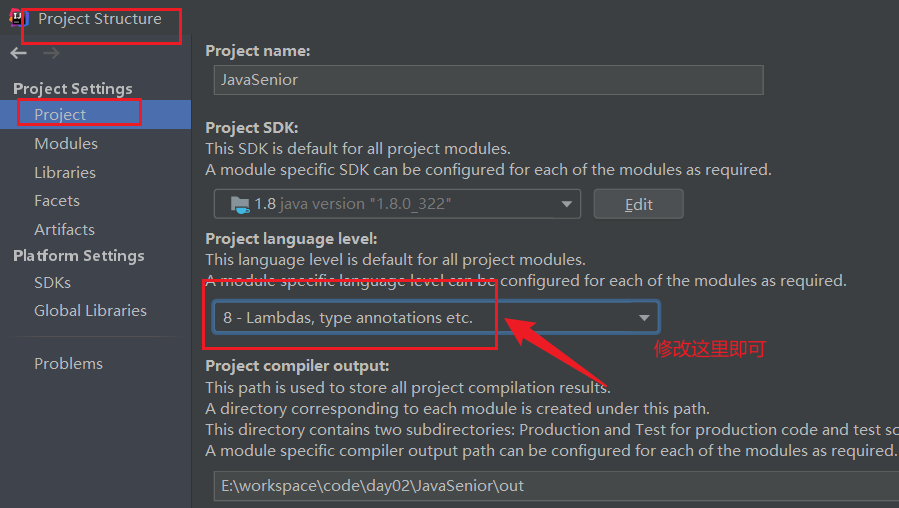 Project Structure
Project Settings
Project
Modules
Libraries
Facets
Artifacts
Platform Settings
SDKs
Global Libraries
Problems
Project name:
JavaSenior
Project SDK:
This SDK is default for all project modules.
A module specific SDK can be configured for each of the modules as required.
1.8 java version "1.8.0_322"
Edit
Project language level:
This language level is default for all project modules.
A module specific language level can be configured for each of the modules as required.
8 - Lambdas, type annotations etc.
修改这里即可
Project compiler output:
This path is used to store all project compilation results.
A directory corresponding to each module is created under this path.
This directory contains two subdirectories: Production and Test for production code and test so
A module specific compiler output path can be configured for each of the modules as required.
E:\workspace\code\day02\JavaSenior\out